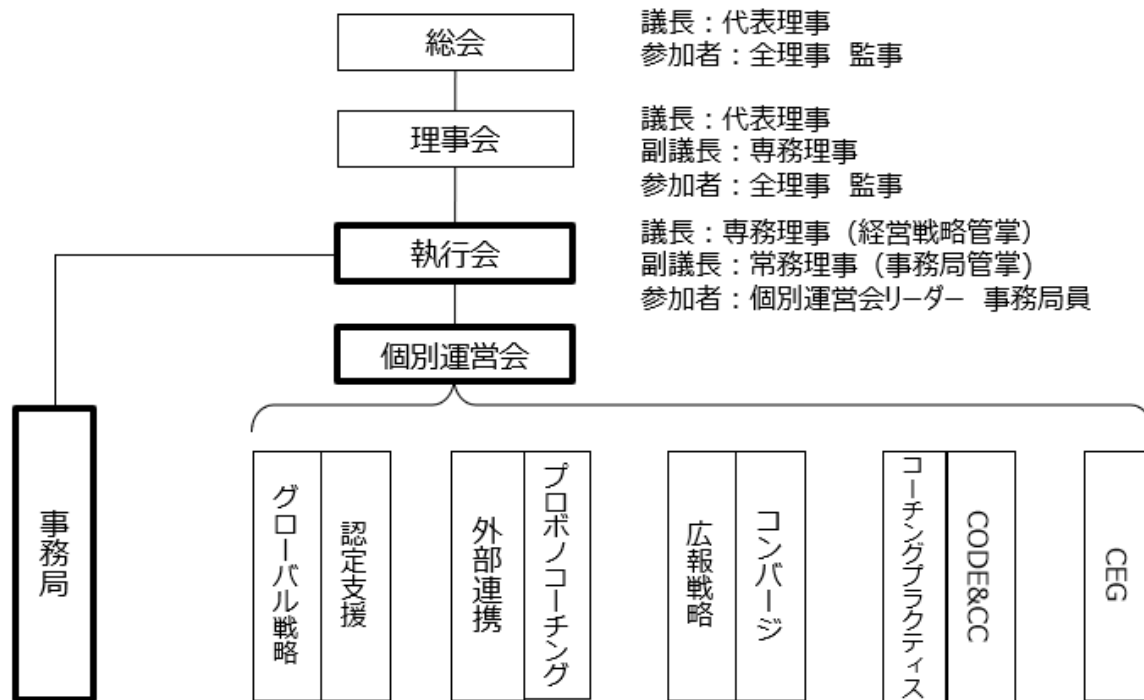 総会
議長：代表理事
参加者：全理事 監事
理事会
議長：代表理事
副議長：専務理事
参加者：全理事 監事
執行会
議長：専務理事（経営戦略管掌）
副議長：常務理事（事務局管掌）
参加者：個別運営会リーダー 事務局員
個別運営会
事務局
グローバル戦略
認定支援
外部連携
プロボノコーチング
広報戦略
コンバージ
コーチングプラクティス
CODE&CC
CEG